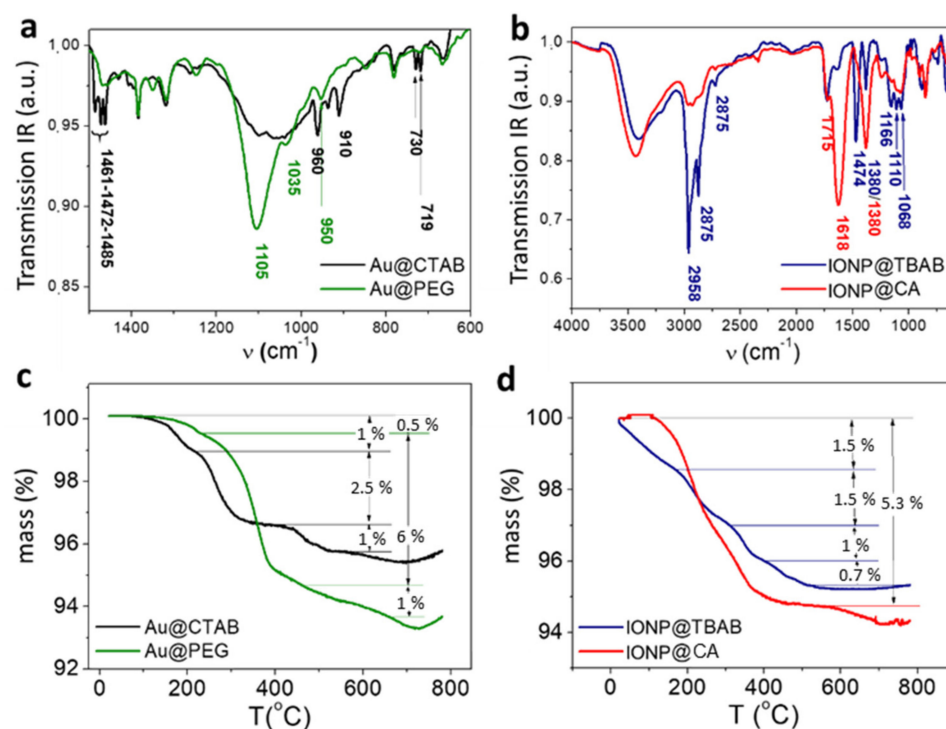 a
1,00
0,95
0,90
0,85
Transmission IR (a.u.)
1461-1472-1485
1105
1035
960
950
910
730
719
Au@CTAB
Au@PEG
1400 1200 1000 800 600
ν (cm-1)
b
1,0
0,9
0,8
0,7
0,6
Transmission IR (a.u.)
2958
2875
2875
1715
1618
1474
1380/1380
1166
1110
1068
IONP@TBAB
IONP@CA
4000 3500 3000 2500 2000 1500 1000
ν (cm-1)
c
100
98
96
94
92
mass (%)
1 %
0.5 %
2.5 %
1 %
6 %
1 %
Au@CTAB
Au@PEG
0 200 400 600 800
T(°C)
d
100
98
96
94
mass (%)
1.5 %
1.5 %
5.3 %
1 %
0.7 %
IONP@TBAB
IONP@CA
0 200 400 600 800
T (°C)